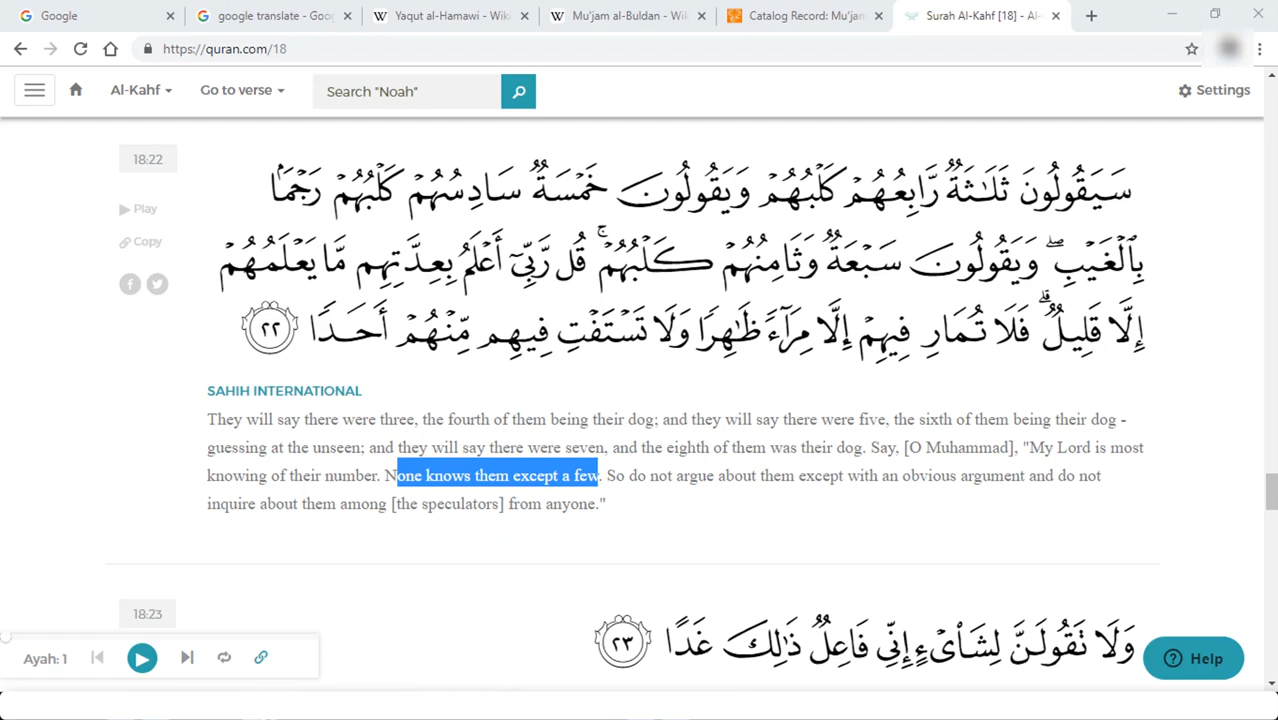 Google
google translate - Goo
Yaqut al-Hamawi - Wiki
Mu'jam al-Buldan - Wik
Catalog Record: Mu'jam
Surah Al-Kahf [18] - Al-
https://quran.com/18
Al-Kahf
Go to verse
Search "Noah"
Settings
18:22
سَيَقُولُونَ ثَلَـٰثَةٌ رَّابِعُهُمْ كَلْبُهُمْ وَيَقُولُونَ خَمْسَةٌ سَادِسُهُمْ كَلْبُهُمْ رَجْمًۢا
Play
Copy
بِٱلْغَيْبِ ۖ وَيَقُولُونَ سَبْعَةٌ وَثَامِنُهُمْ كَلْبُهُمْ ۚ قُل رَّبِّىٓ أَعْلَمُ بِعِدَّتِهِم مَّا يَعْلَمُهُمْ
إِلَّا قَلِيلٌ ۗ فَلَا تُمَارِ فِيهِمْ إِلَّا مِرَآءً ظَـٰهِرًا وَلَا تَسْتَفْتِ فِيهِم مِّنْهُمْ أَحَدًا ٢٢
SAHIH INTERNATIONAL
They will say there were three, the fourth of them being their dog; and they will say there were five, the sixth of them being their dog -
guessing at the unseen; and they will say there were seven, and the eighth of them was their dog. Say, [O Muhammad], "My Lord is most
knowing of their number. None knows them except a few. So do not argue about them except with an obvious argument and do not
inquire about them among [the speculators] from anyone."
18:23
وَلَا تَقُولَنَّ لِشَا۟ىْءٍ إِنِّى فَاعِلٌ ذَٰلِكَ غَدًا ٢٣
Ayah: 1
Help